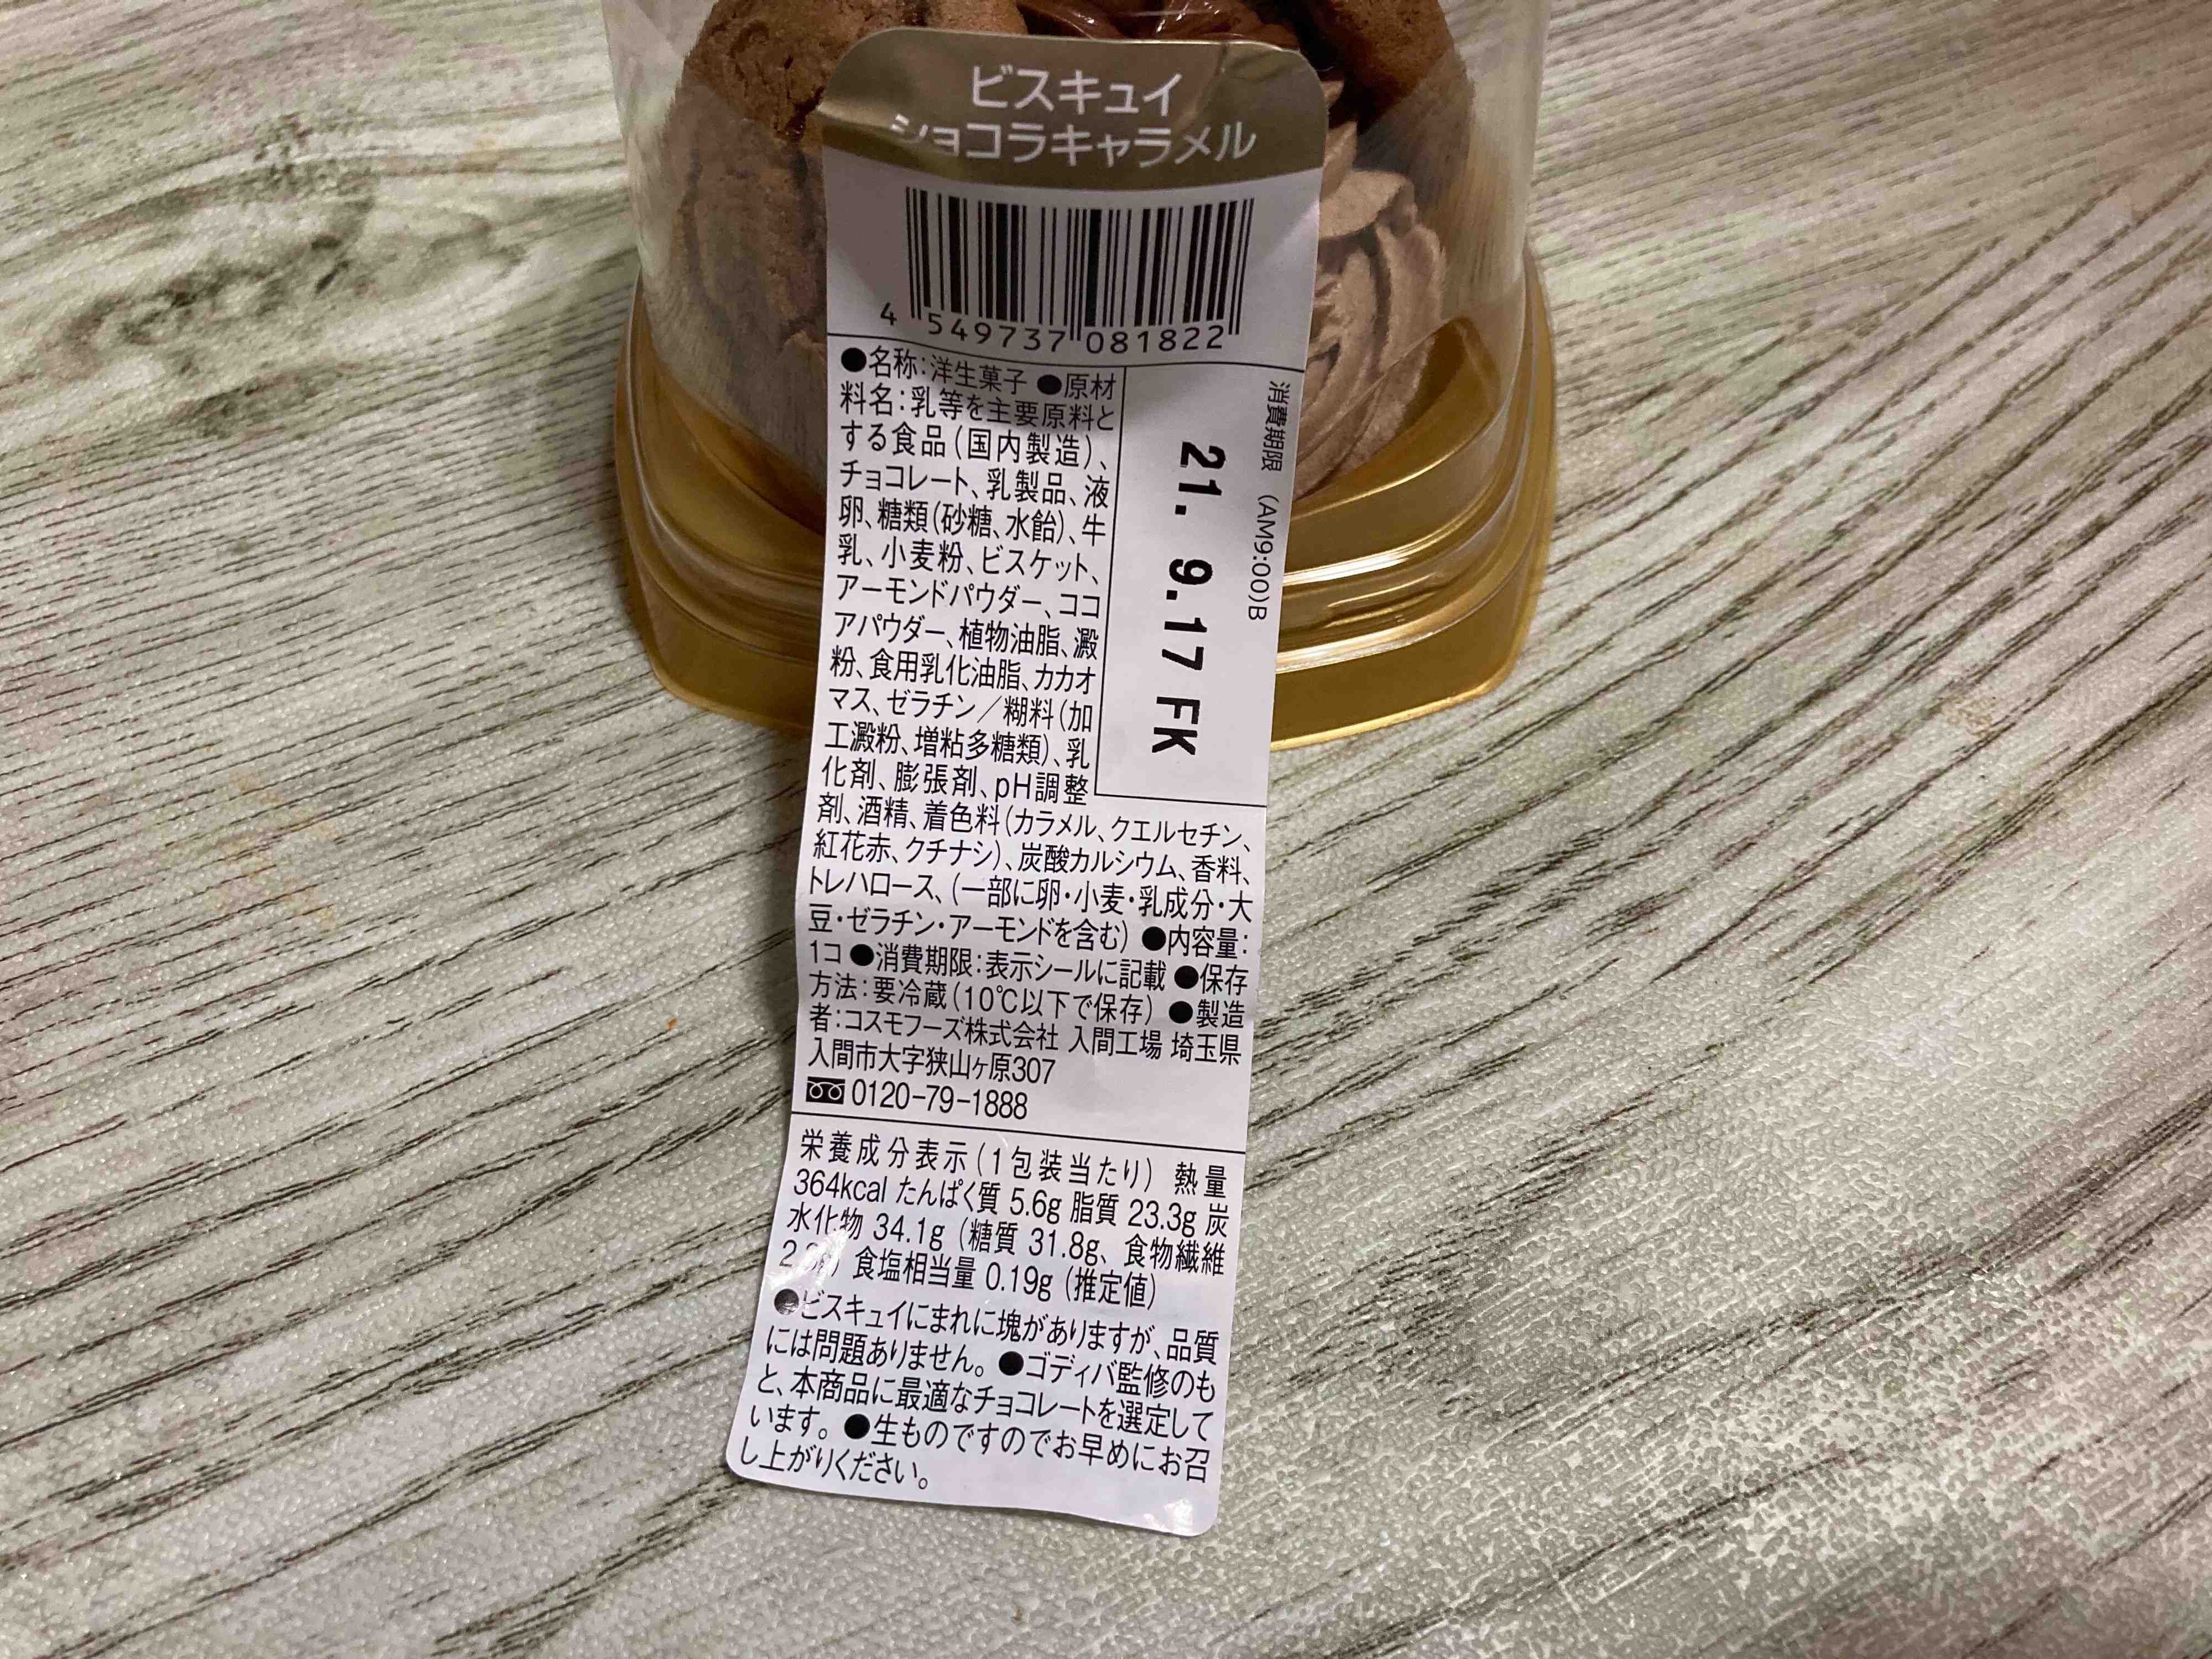 ビスキュイ
ショコラキャラメル
4 549737 081822
●名称:洋生菓子 ●原材
料名:乳等を主要原料と
する食品(国内製造)、
チョコレート、乳製品、液
卵、糖類(砂糖、水飴)、牛
乳、小麦粉、ビスケット、
アーモンドパウダー、ココ
アパウダー、植物油脂、澱
粉、食用乳化油脂、カカオ
マス、ゼラチン/糊料(加
工澱粉、増粘多糖類)、乳
化剤、膨張剤、pH調整
剤、酒精、着色料(カラメル、クエルセチン、
紅花赤、クチナシ)、炭酸カルシウム、香料、
トレハロース、(一部に卵・小麦・乳成分・大
豆・ゼラチン・アーモンドを含む) ●内容量:
1コ ●消費期限:表示シールに記載 ●保存
方法:要冷蔵(10℃以下で保存) ●製造
者:コスモフーズ株式会社 入間工場 埼玉県
入間市大字狭山ヶ原307
0120-79-1888
消費期限 (AM9:00)B
21. 9.17 FK
栄養成分表示(1包装当たり) 熱量
364kcal たんぱく質 5.6g 脂質 23.3g 炭
水化物 34.1g (糖質 31.8g、食物繊維
食塩相当量 0.19g (推定値)
●ビスキュイにまれに塊がありますが、品質
には問題ありません。●ゴディバ監修のも
と、本商品に最適なチョコレートを選定して
います。●生ものですのでお早めにお召
し上がりください。